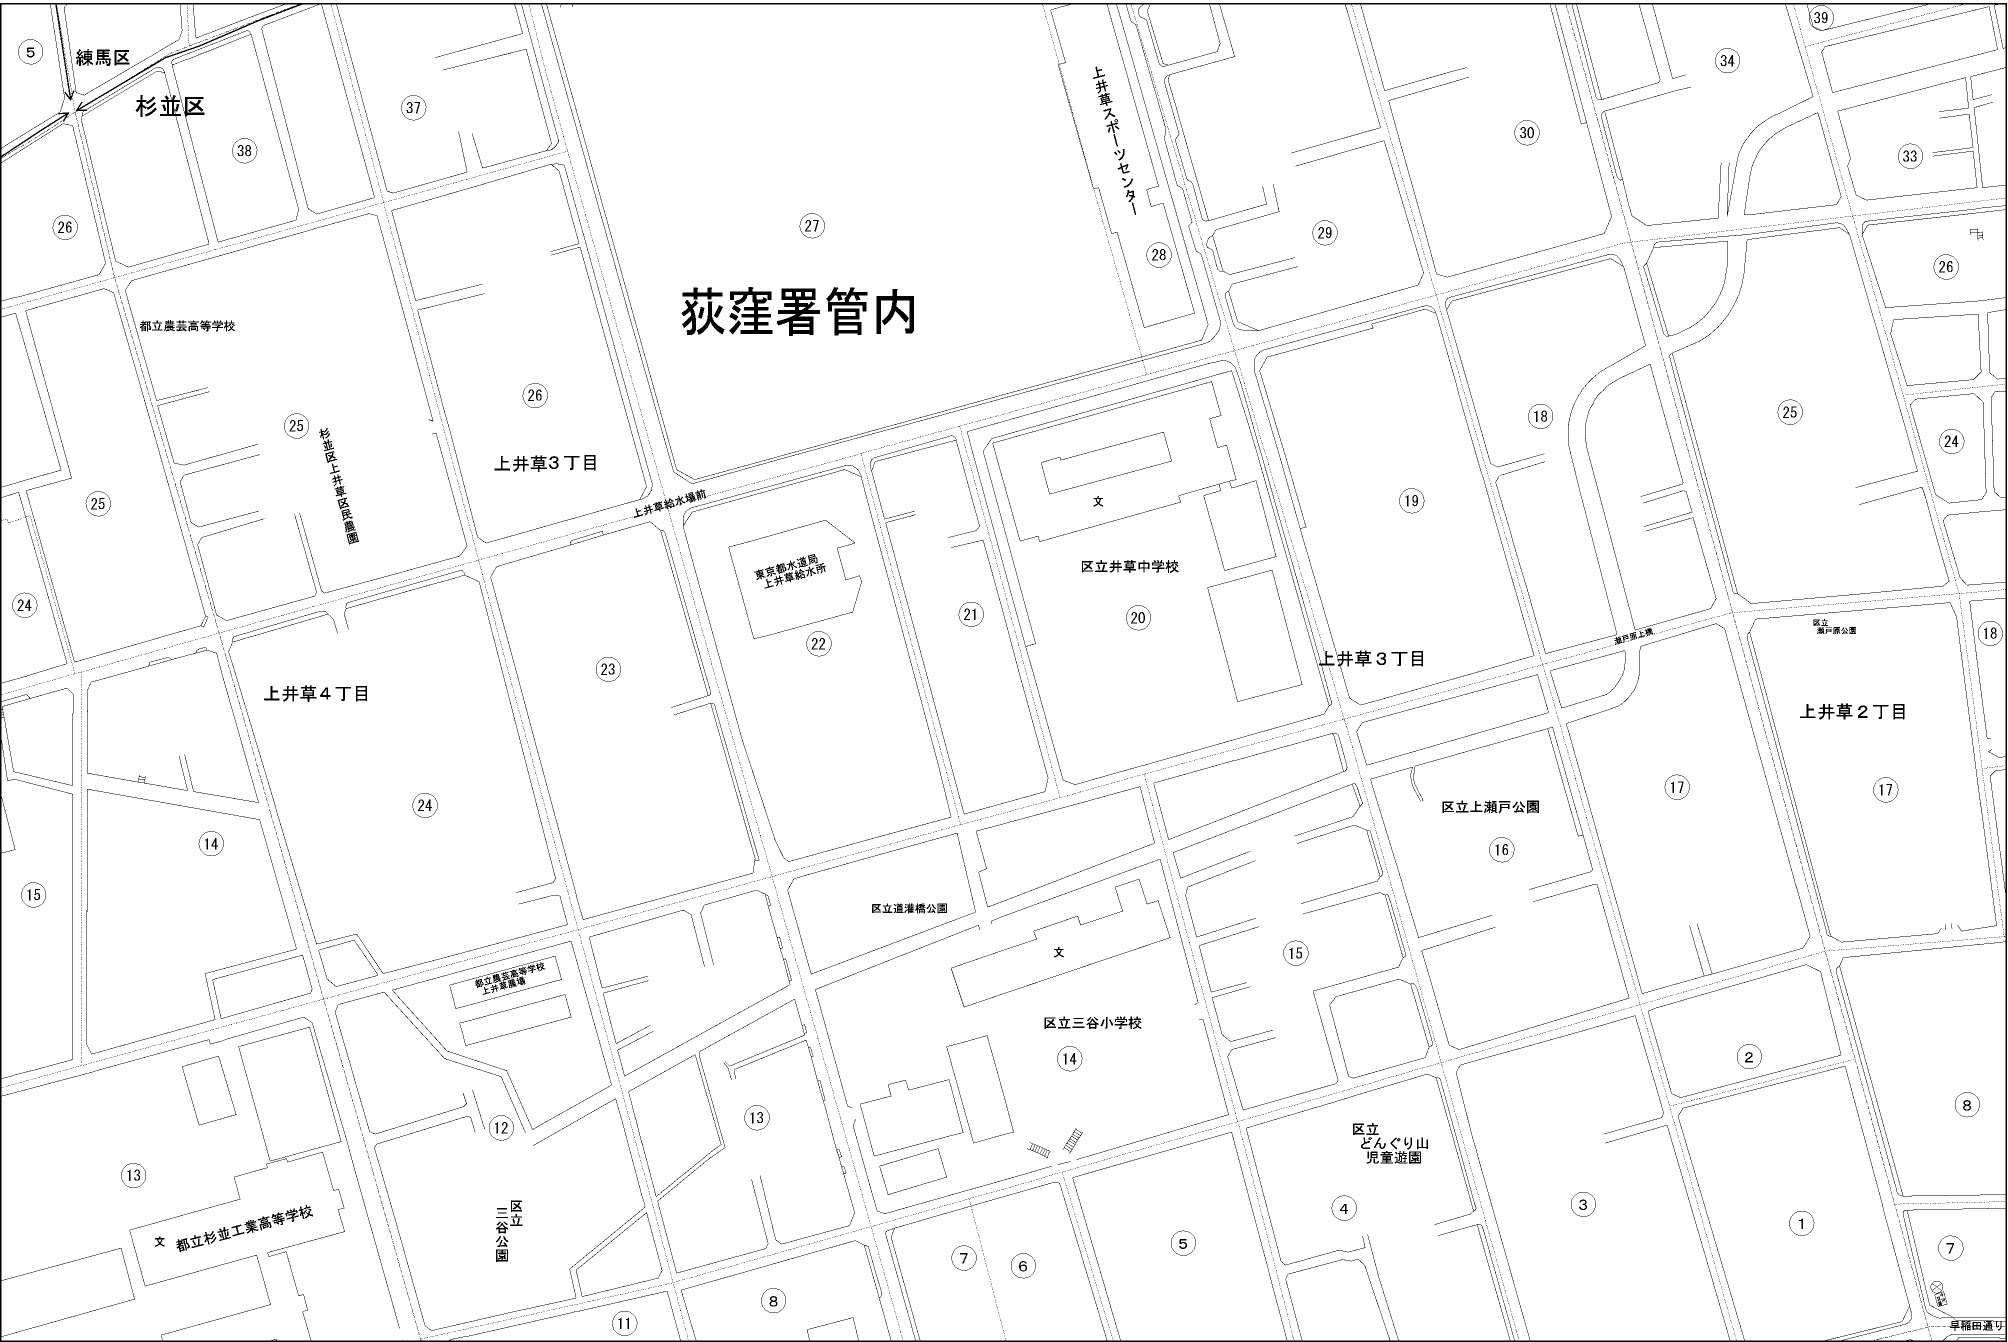 39
5
練馬区
34
上井草スポーツセンター
杉並区
37
30
38
33
26
27
29
28
26
荻窪署管内
都立農芸高等学校
26
25
18
25
杉並区上井草区民農園
24
上井草3丁目
25
19
上井草給水場前
文
東京都水道局
上井草給水所
区立井草中学校
24
21
20
22
区立
瀬戸原公園
18
瀬戸原上橋
23
上井草3丁目
上井草4丁目
上井草2丁目
17
17
24
区立上瀬戸公園
14
16
15
区立道灌橋公園
文
15
都立農芸高等学校
上井草農場
区立三谷小学校
14
2
8
13
12
区立
どんぐり山
児童遊園
13
区立
三谷公園
4
3
都立杉並工業高等学校
文
1
5
7
7
6
8
11
早稲田通り